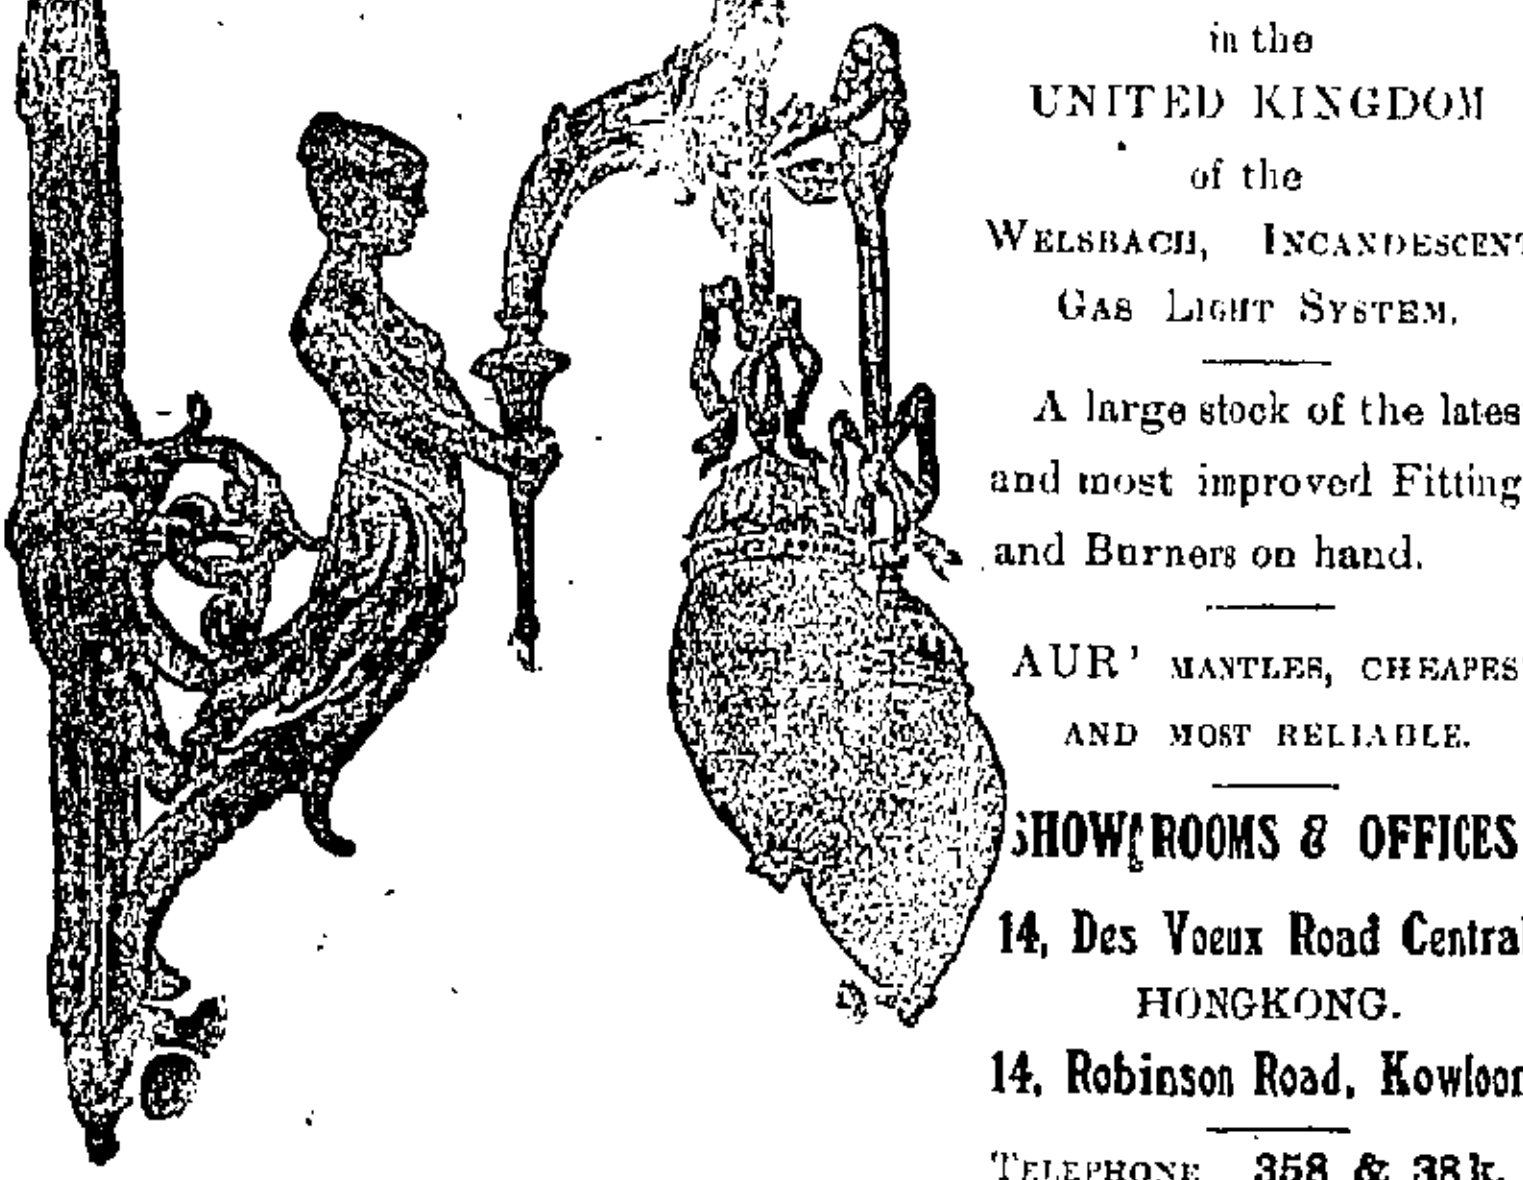 in the
UNITED KINGDOM
of the
WELSBACH, INCANDESCENT
GAS LIGHT SYSTEM.
A large stock of the lates
and most improved Fitting
and Burners on hand.
AUR' MANTLES, CHEAPES
AND MOST RELIABLE.
SHOW ROOMS & OFFICES
14, Des Voeux Road Central
HONGKONG.
14, Robinson Road, Kowloon
TELEPHONE 358 & 38k.